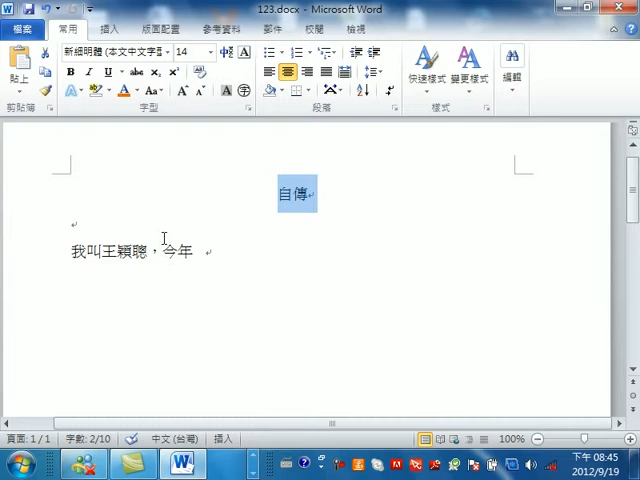 123.docx - Microsoft Word
檔案 常用 插入 版面配置 參考資料 郵件 校閱 檢視
新細明體 (本文中文字型 14
貼上 快速樣式 變更樣式 編輯
剪貼簿 字型 段落 樣式
自傳
我叫王穎聰，今年
頁面: 1 / 1 字數: 2/10 中文 (台灣) 插入 100%
下午 08:45
2012/9/19